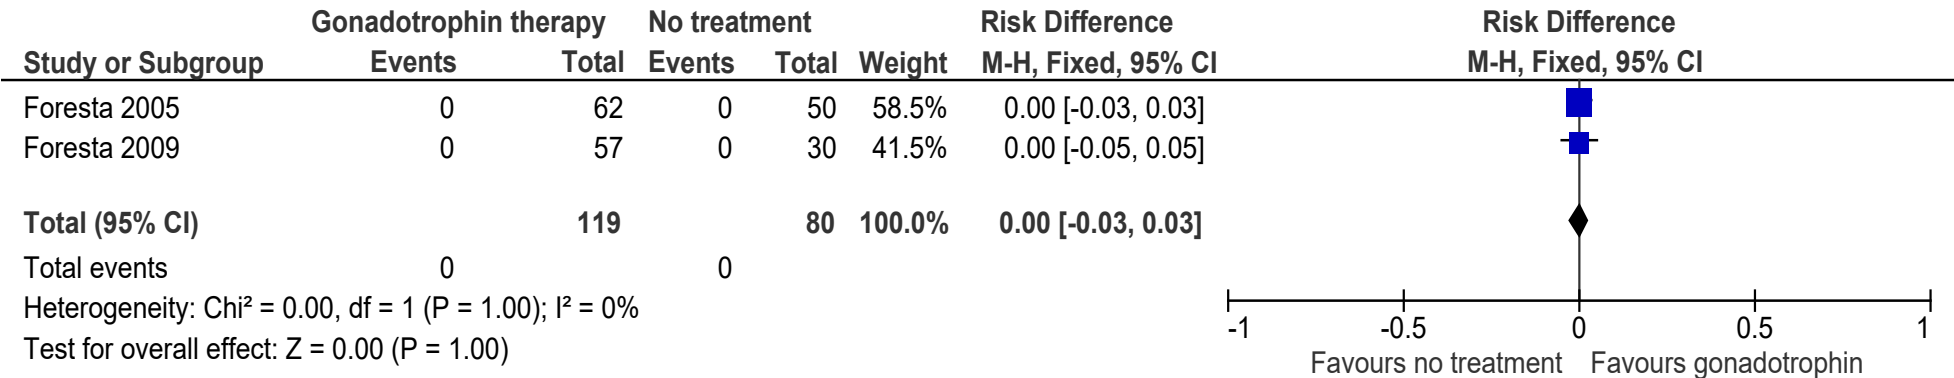 Gonadotrophin therapy No treatment Risk Difference Risk Difference
Study or Subgroup Events Total Events Total Weight M-H, Fixed, 95% CI M-H, Fixed, 95% CI
Foresta 2005 0 62 0 50 58.5% 0.00 [-0.03, 0.03]
Foresta 2009 0 57 0 30 41.5% 0.00 [-0.05, 0.05]
Total (95% CI) 119 80 100.0% 0.00 [-0.03, 0.03]
Total events 0 0
Heterogeneity: Chi² = 0.00, df = 1 (P = 1.00); I² = 0%
Test for overall effect: Z = 0.00 (P = 1.00)
-1 -0.5 0 0.5 1
Favours no treatment Favours gonadotrophin